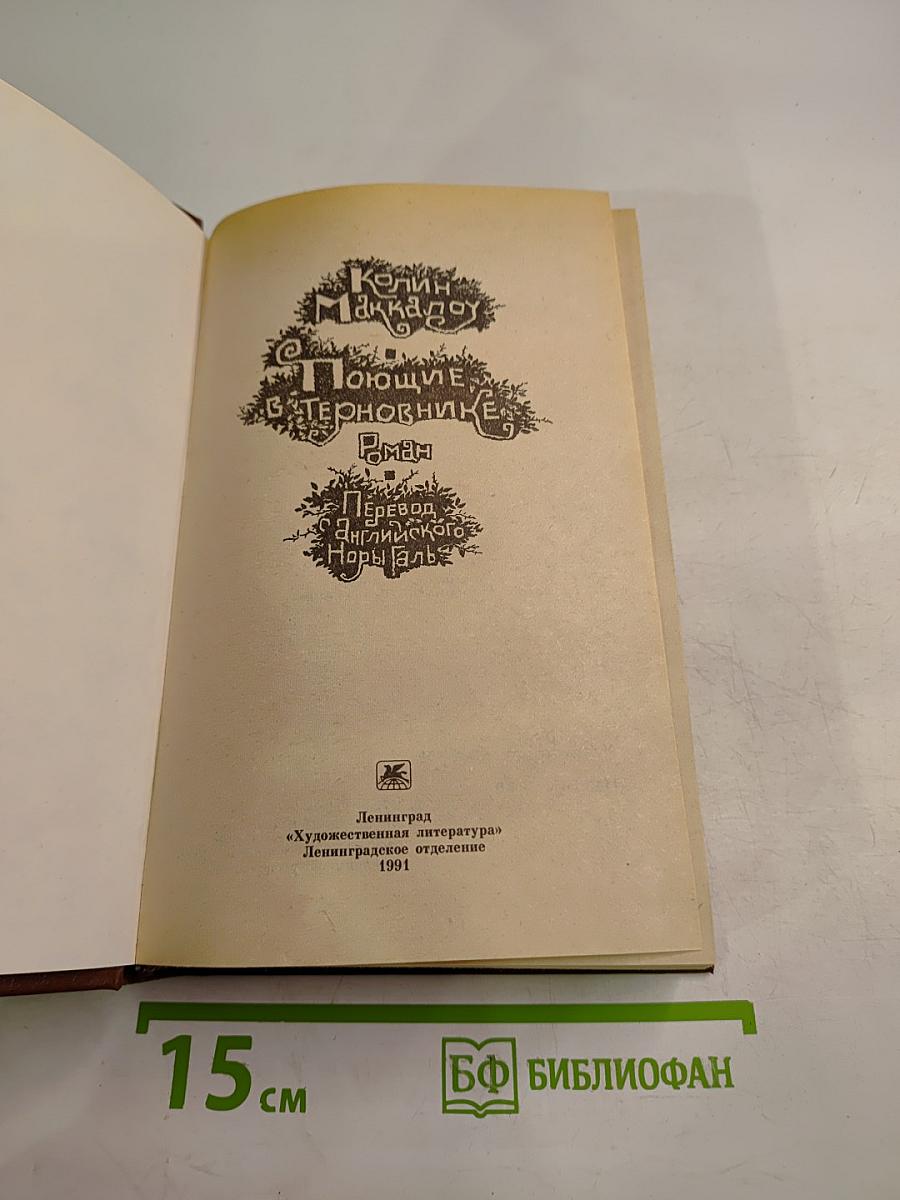 Колин
Маккалоу
Поющие
в терновнике
Роман
Перевод
с английского
Норы Галь
Ленинград
«Художественная литература»
Ленинградское отделение
1991
15 см
БФ БИБЛИОФАН